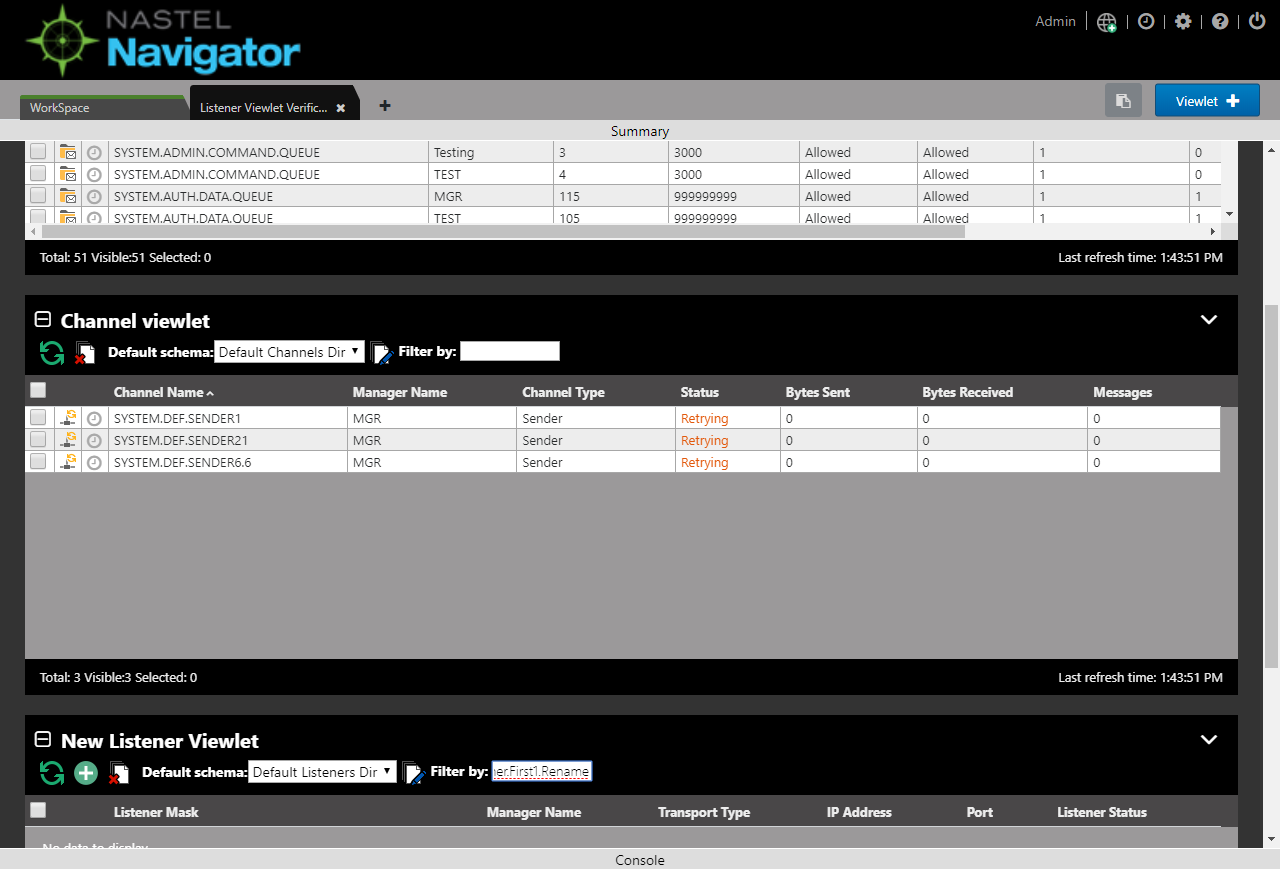 NASTEL
Navigator
Admin
WorkSpace
Listener Viewlet Verific...
Viewlet
Summary
SYSTEM.ADMIN.COMMAND.QUEUE Testing 3 3000 Allowed Allowed 1 0
SYSTEM.ADMIN.COMMAND.QUEUE TEST 4 3000 Allowed Allowed 1 0
SYSTEM.AUTH.DATA.QUEUE MGR 115 999999999 Allowed Allowed 1 1
SYSTEM.AUTH.DATA.QUEUE TEST 105 999999999 Allowed Allowed 1 1
Total: 51 Visible:51 Selected: 0 Last refresh time: 1:43:51 PM
Channel viewlet
Default schema: Default Channels Dir Filter by:
Channel Name Manager Name Channel Type Status Bytes Sent Bytes Received Messages
SYSTEM.DEF.SENDER1 MGR Sender Retrying 0 0 0
SYSTEM.DEF.SENDER21 MGR Sender Retrying 0 0 0
SYSTEM.DEF.SENDER6.6 MGR Sender Retrying 0 0 0
Total: 3 Visible:3 Selected: 0 Last refresh time: 1:43:51 PM
New Listener Viewlet
Default schema: Default Listeners Dir Filter by: er.First1.Rename
Listener Mask Manager Name Transport Type IP Address Port Listener Status
No data to display
Console